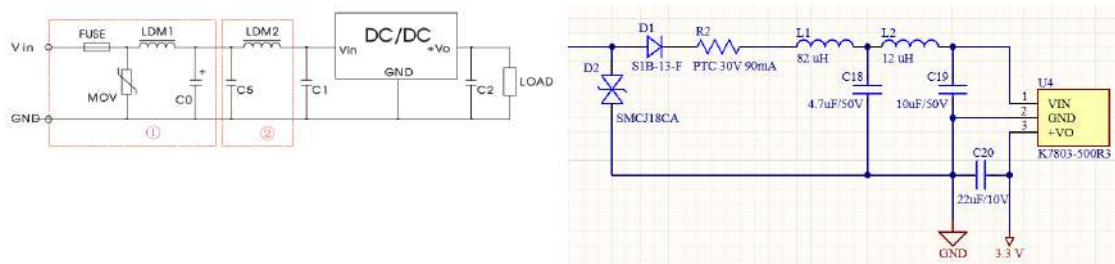 FUSE
LDM1
LDM2
DC/DC
Vin
Vin
+Vo
GND
MOV
C0
+
C5
C1
C2
LOAD
GND
①
②
D1
S1B-13-F
R2
PTC 30V 90mA
L1
82 uH
L2
12 uH
D2
SMCJ18CA
C18
4.7uF/50V
C19
10uF/50V
U4
1
VIN
2
GND
3
+VO
K7803-500R3
C20
22uF/10V
GND
3.3 V